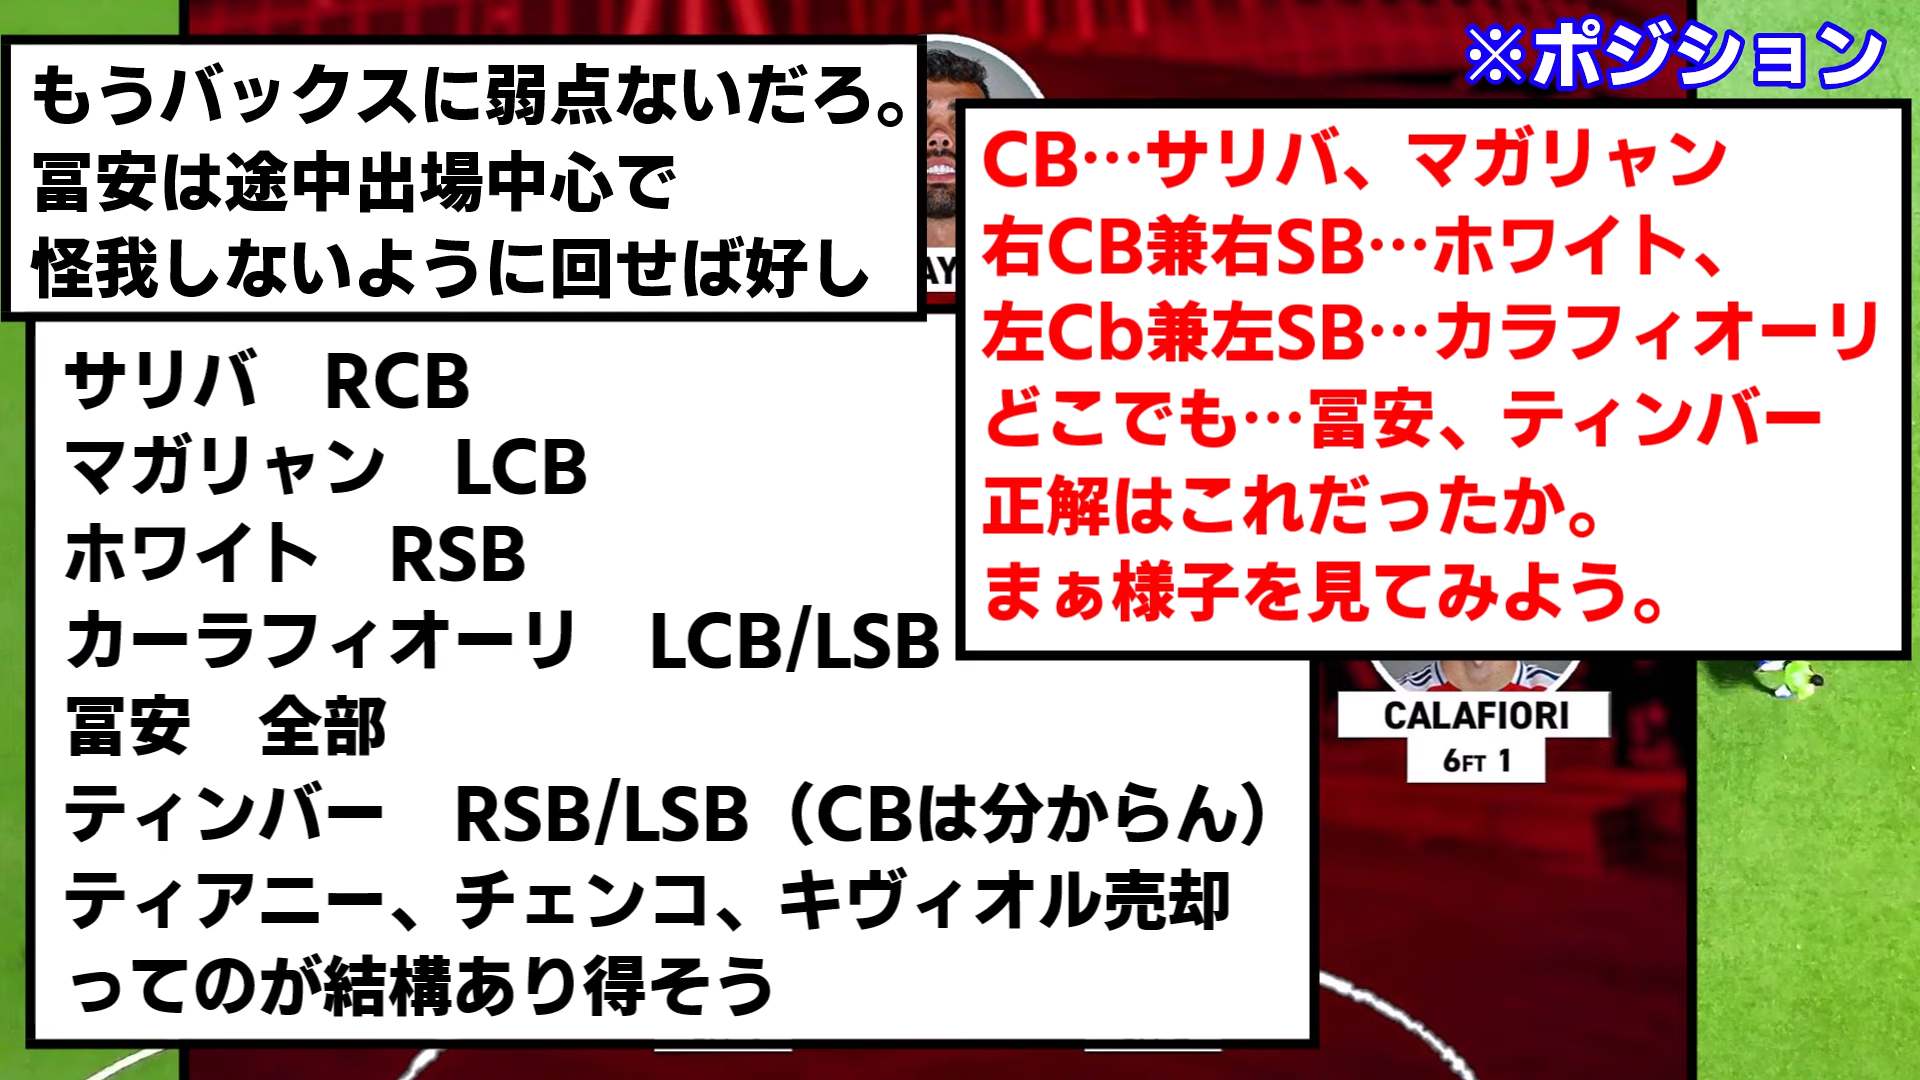 ※ポジション
もうバックスに弱点ないだろ。
冨安は途中出場中心で
怪我しないように回せば好し
AY
CB…サリバ、マガリャン
右CB兼右SB…ホワイト、
左Cb兼左SB…カラフィオーリ
どこでも…冨安、ティンバー
正解はこれだったか。
まぁ様子を見てみよう。
サリバ　RCB
マガリャン　LCB
ホワイト　RSB
カーラフィオーリ　LCB/LSB
冨安　全部
ティンバー　RSB/LSB（CBは分からん）
ティアニー、チェンコ、キヴィオル売却
ってのが結構あり得そう
CALAFIORI
6FT 1